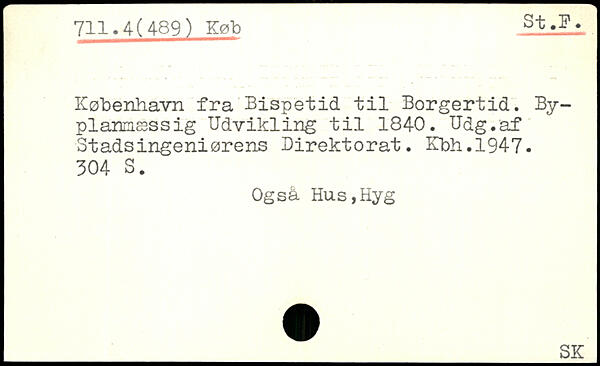 711.4(489) Køb
St.F.
København fra Bispetid til Borgertid. By-
planmæssig Udvikling til 1840. Udg.af
Stadsingeniørens Direktorat. Kbh.1947.
304 S.
Også Hus,Hyg
SK